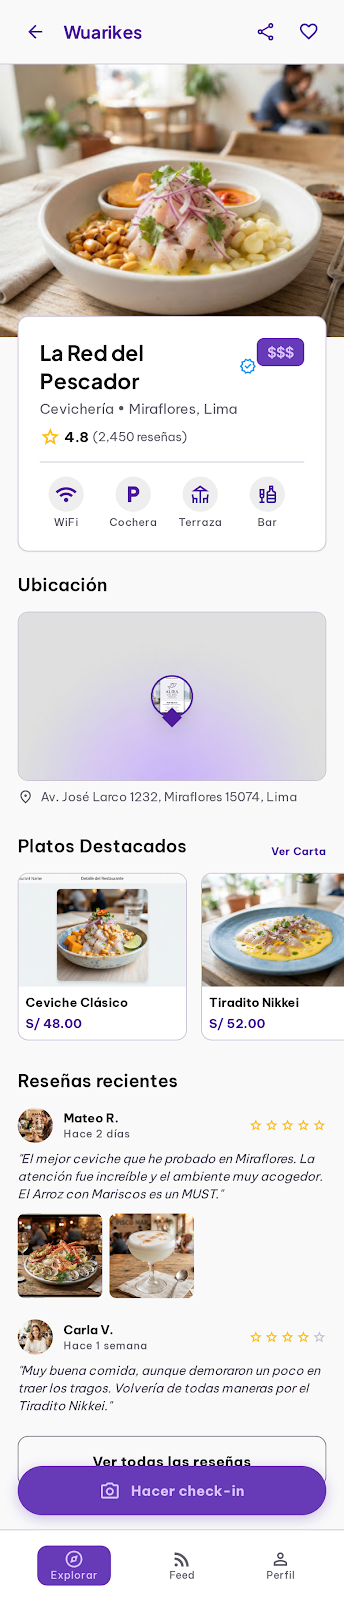 Wuarikes
La Red del
Pescador
$$$
Cevichería • Miraflores, Lima
4.8 (2,450 reseñas)
WiFi
P
Cochera
Terraza
Bar
Ubicación
Av. José Larco 1232, Miraflores 15074, Lima
Platos Destacados
Ver Carta
Detalle del Restaurante
Ceviche Clásico
S/ 48.00
Tiradito Nikkei
S/ 52.00
Reseñas recientes
Mateo R.
Hace 2 días
"El mejor ceviche que he probado en Miraflores. La
atención fue increíble y el ambiente muy acogedor.
El Arroz con Mariscos es un MUST."
Carla V.
Hace 1 semana
"Muy buena comida, aunque demoraron un poco en
traer los tragos. Volvería de todas maneras por el
Tiradito Nikkei."
Ver todas las reseñas
Hacer check-in
Explorar
Feed
Perfil